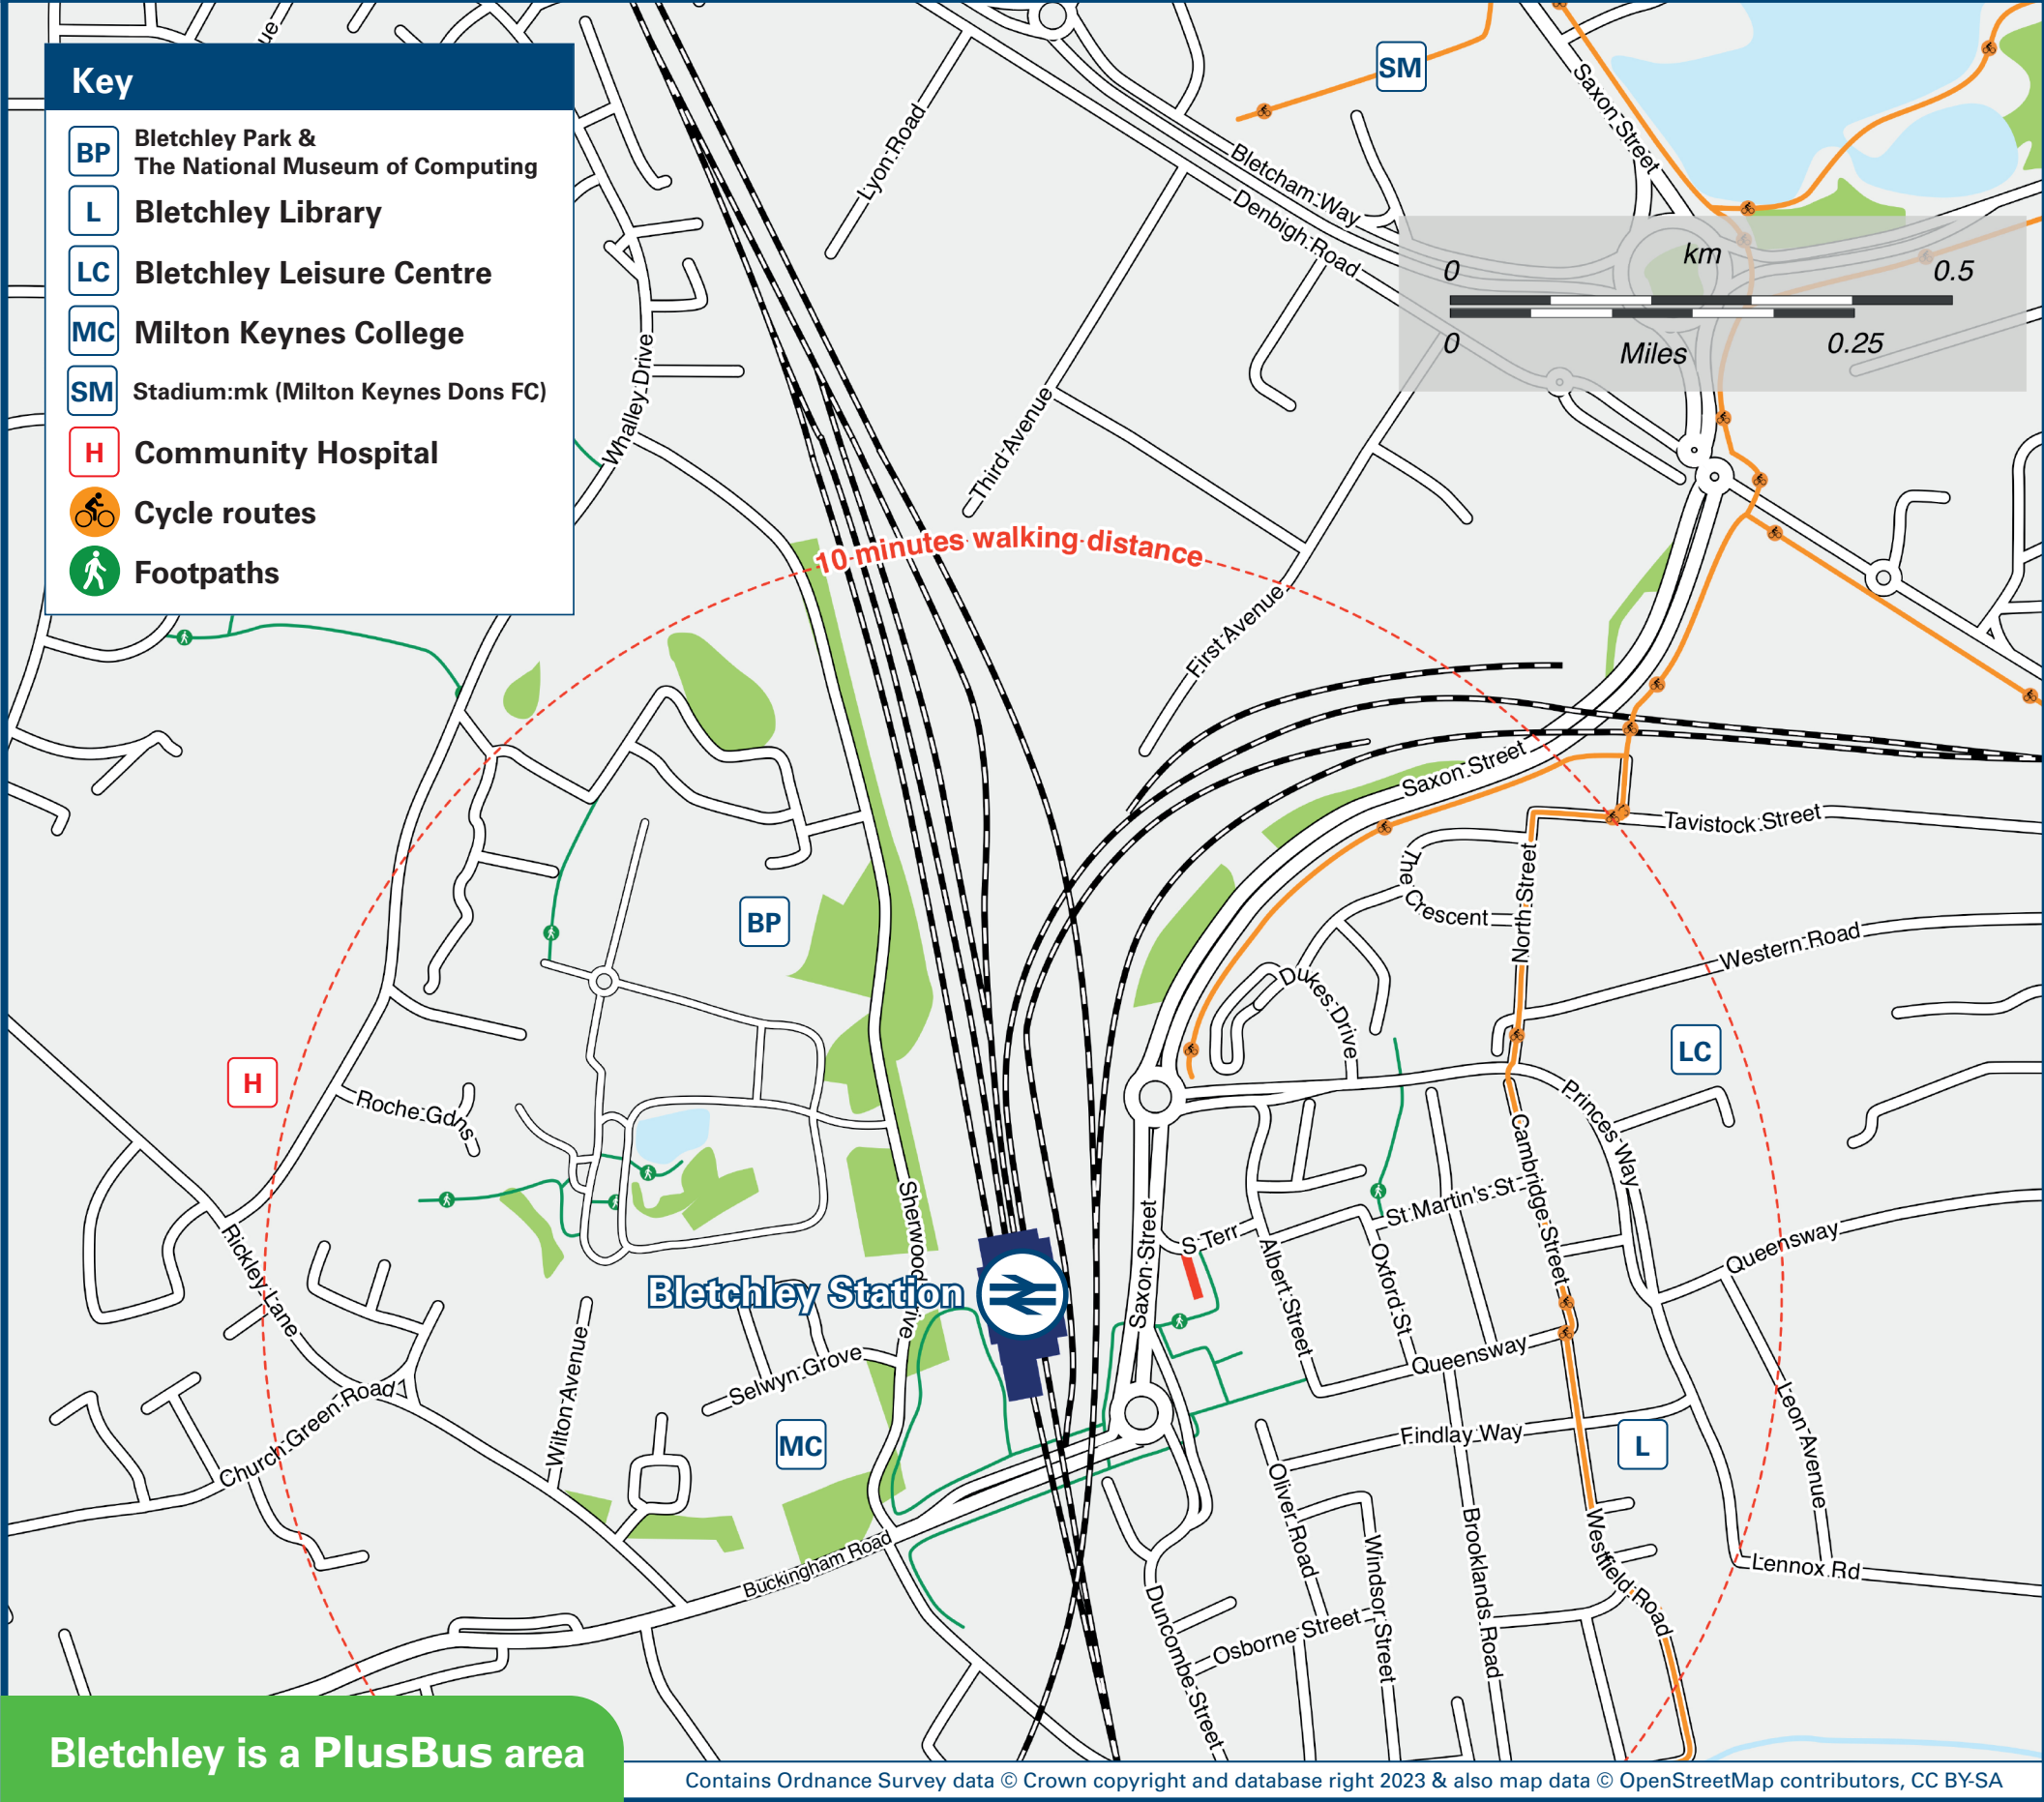 Key
BP
Bletchley Park &
The National Museum of Computing
L
Bletchley Library
LC
Bletchley Leisure Centre
MC
Milton Keynes College
SM
Stadium:mk (Milton Keynes Dons FC)
H
Community Hospital
Cycle routes
Footpaths
ue
SM
Saxon Street
Lyon Road
Bletcham Way
Denbigh Road
km
0
0.5
0
Miles
0.25
Whalley Drive
Third Avenue
10 minutes walking distance
First Avenue
Saxon Street
Tavistock Street
The Crescent
North Street
BP
Western Road
Dukes Drive
LC
H
Roche Gdns
Princes Way
Cambridge Street
Sherwood Drive
St Martin's St
S Terr
Saxon Street
Rickley Lane
Albert Street
Oxford St
Queensway
Bletchley Station
Queensway
Selwyn Grove
Wilton Avenue
Church Green Road
Leon Avenue
MC
Findlay Way
L
Oliver Road
Brooklands Road
Westfield Road
Windsor Street
Buckingham Road
Lennox Rd
Duncombe Street
Osborne Street
Bletchley is a PlusBus area
Contains Ordnance Survey data © Crown copyright and database right 2023 & also map data © OpenStreetMap contributors, CC BY-SA